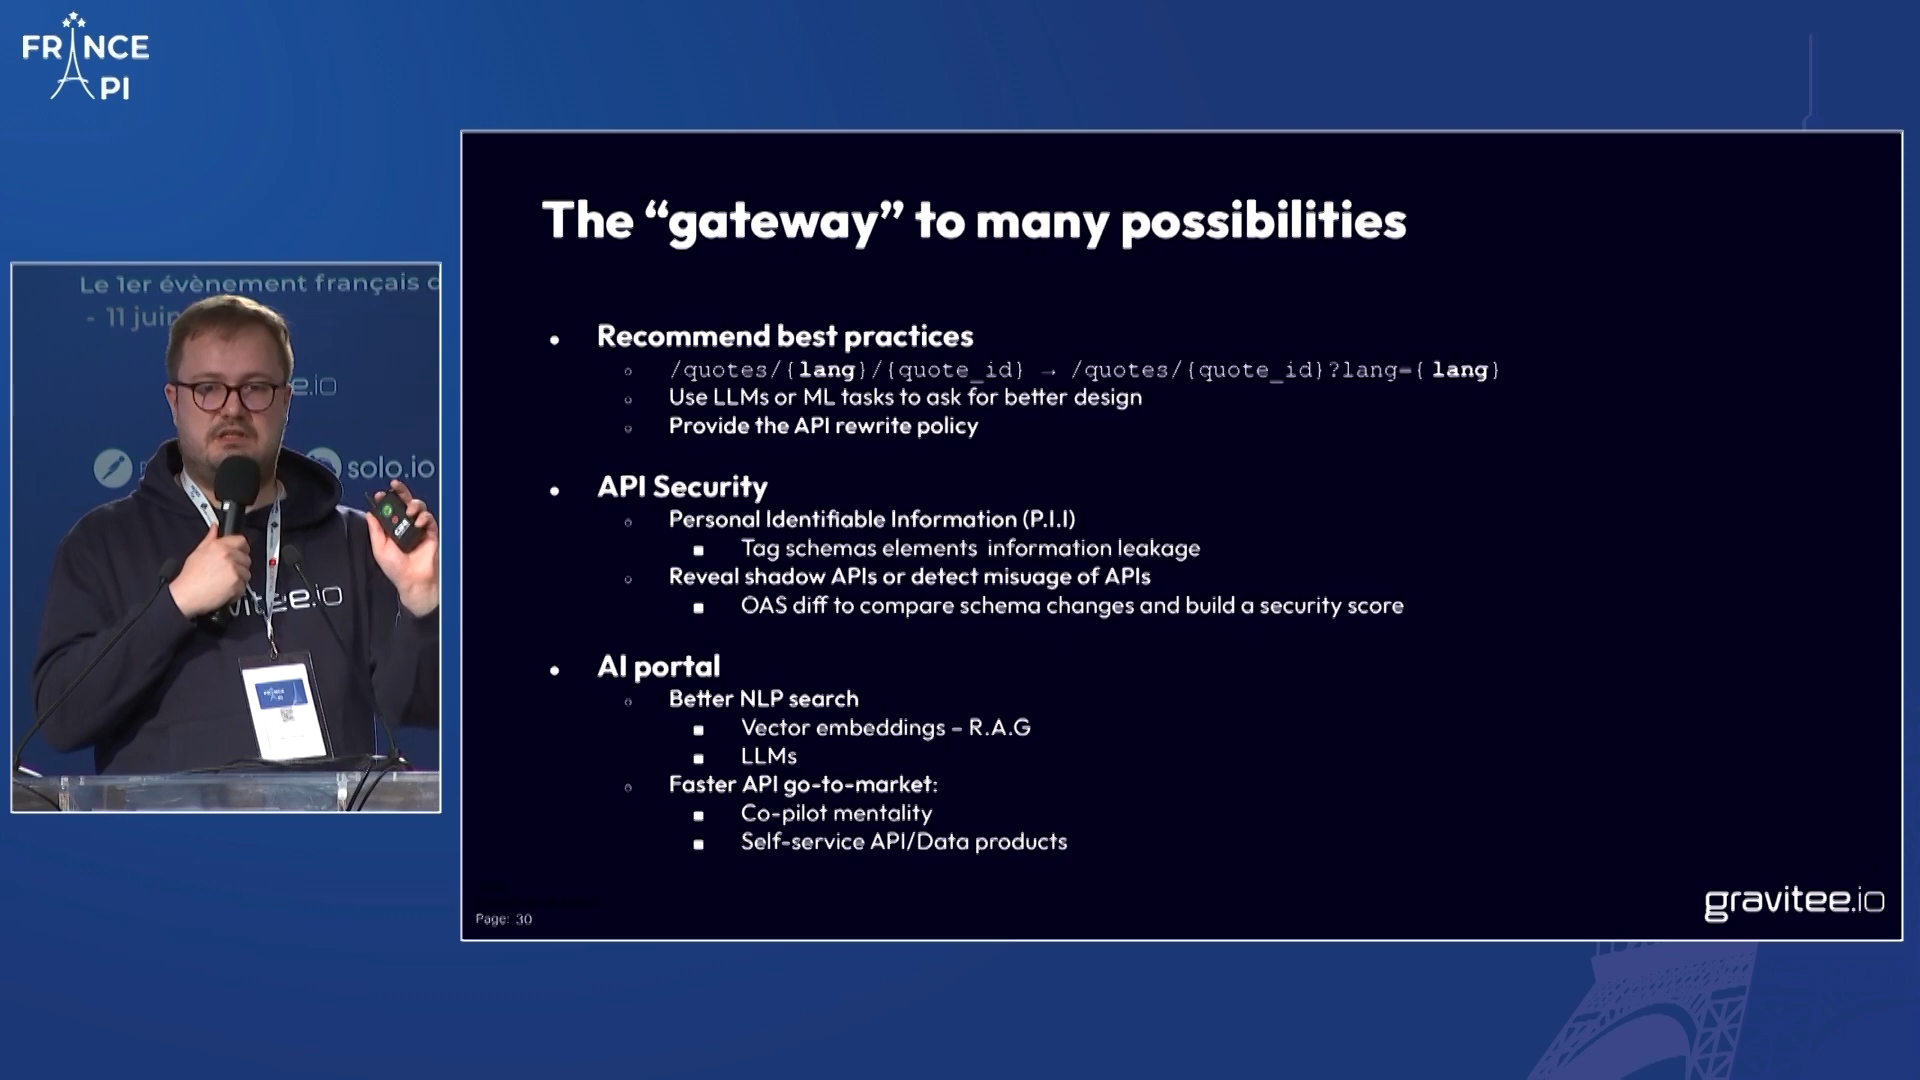 FRANCE
API
Le 1er évènement français
- 11 juin
e.io
solo.io
vitee.io
The “gateway” to many possibilities
• Recommend best practices
○ /quotes/{lang}/{quote_id} → /quotes/{quote_id}?lang={lang}
○ Use LLMs or ML tasks to ask for better design
○ Provide the API rewrite policy
• API Security
○ Personal Identifiable Information (P.I.I)
■ Tag schemas elements information leakage
○ Reveal shadow APIs or detect misuage of APIs
■ OAS diff to compare schema changes and build a security score
• AI portal
○ Better NLP search
■ Vector embeddings – R.A.G
■ LLMs
○ Faster API go-to-market:
■ Co-pilot mentality
■ Self-service API/Data products
Page: 30
gravitee.io